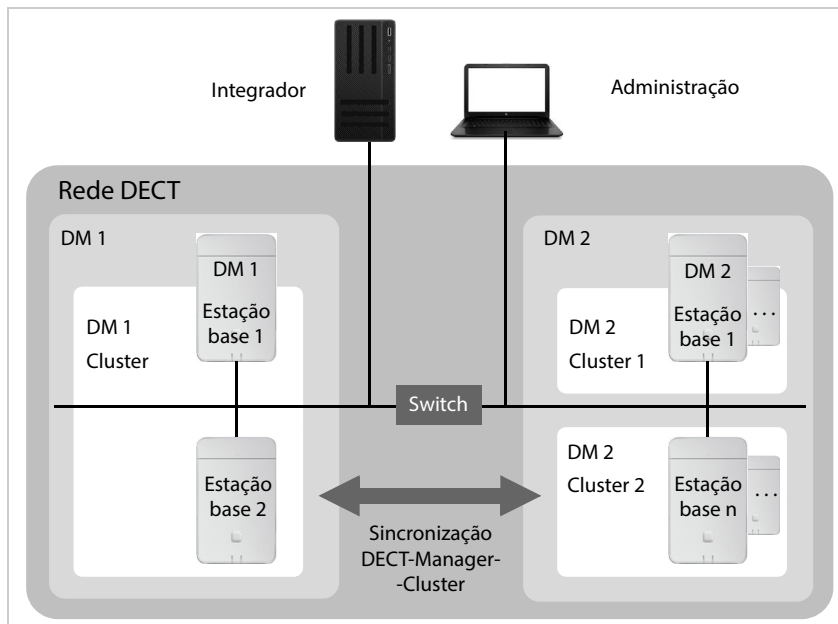 Integrador
Administração
Rede DECT
DM 1
DM 1
Estação
base 1
DM 1
Cluster
Estação
base 2
Switch
Sincronização
DECT-Manager-
-Cluster
DM 2
DM 2
Estação
base 1
...
DM 2
Cluster 1
DM 2
Cluster 2
Estação
base n
...